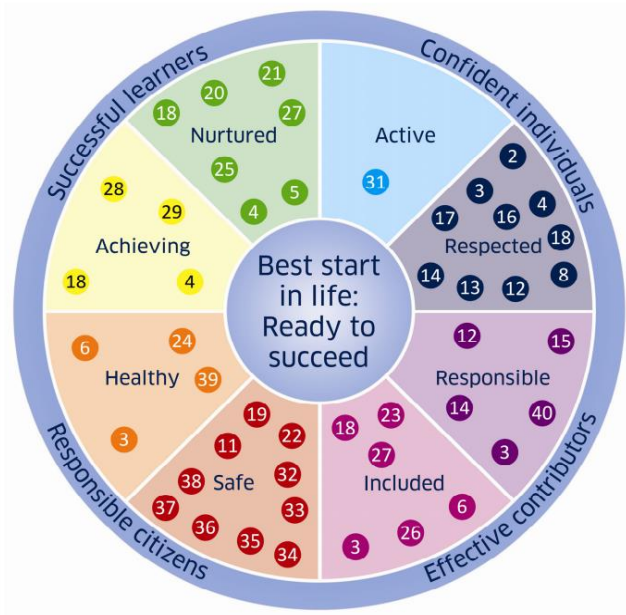 Successful learners
Confident individuals
Responsible citizens
Effective contributors
Best start
in life:
Ready to
succeed
Active
31
Respected
2
3
4
17
16
18
14
13
12
8
Responsible
12
15
14
40
3
Included
18
23
27
6
26
3
Safe
19
11
22
38
32
37
33
36
35
34
Healthy
6
24
39
3
Achieving
28
29
18
4
Nurtured
21
20
18
27
25
5
4